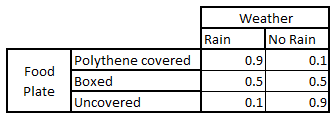 Weather
Rain No Rain
Food Plate Polythene covered 0.9 0.1
Boxed 0.5 0.5
Uncovered 0.1 0.9